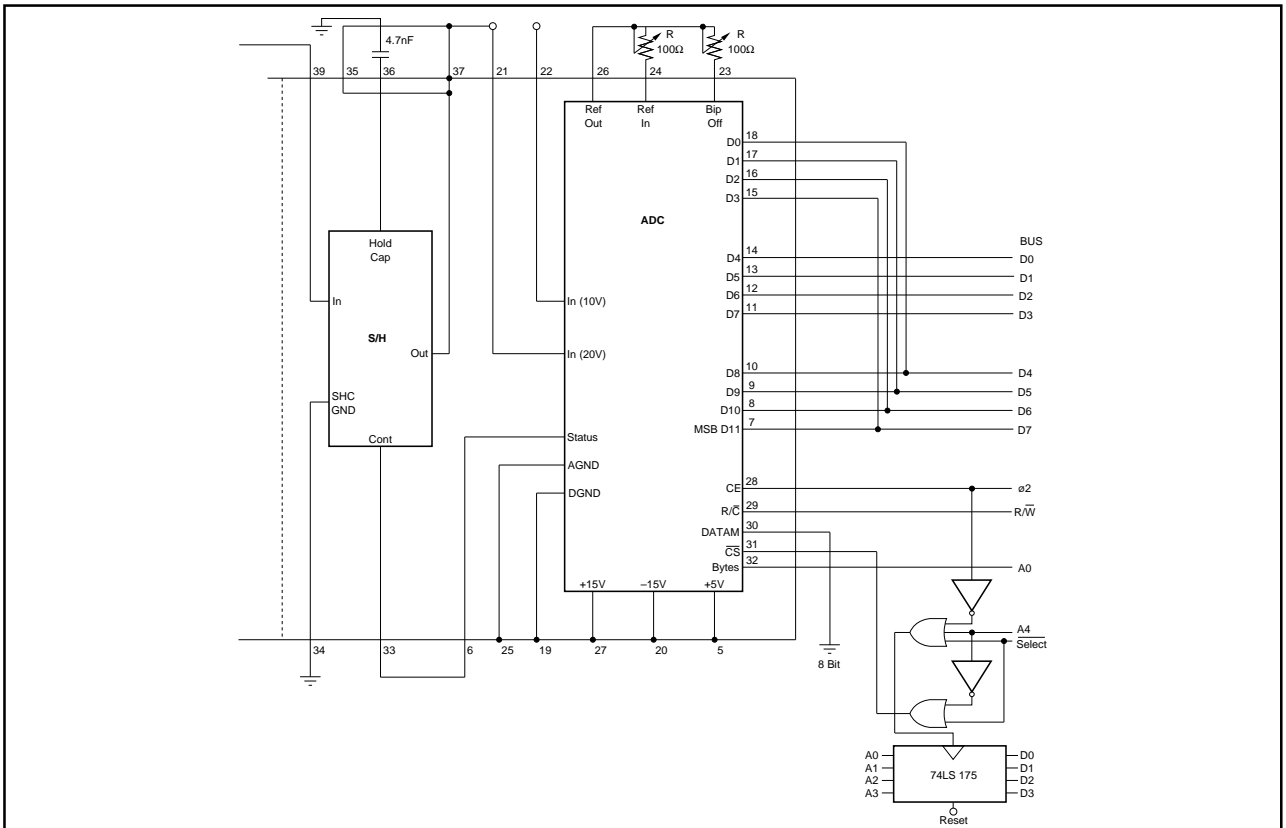 4.7nF
R
100Ω
R
100Ω
39 35 36 37 21 22 26 24 23
Ref Out
Ref In
Bip Off
D0 18
D1 17
D2 16
D3 15
ADC
Hold Cap
BUS
D4 14 D0
D5 13 D1
D6 12 D2
D7 11 D3
In
In (10V)
S/H
Out
In (20V)
D8 10 D4
D9 9 D5
D10 8 D6
MSB D11 7 D7
SHC GND
Cont
Status
AGND
DGND
CE 28 ø2
R/C̅ 29 R/W̅
DATAM 30
C̅S̅ 31
Bytes 32 A0
+15V –15V +5V
A4
S̅e̅l̅e̅c̅t̅
34 33 6 25 19 27 20 5
8 Bit
A0 D0
A1 D1
74LS 175
A2 D2
A3 D3
Reset